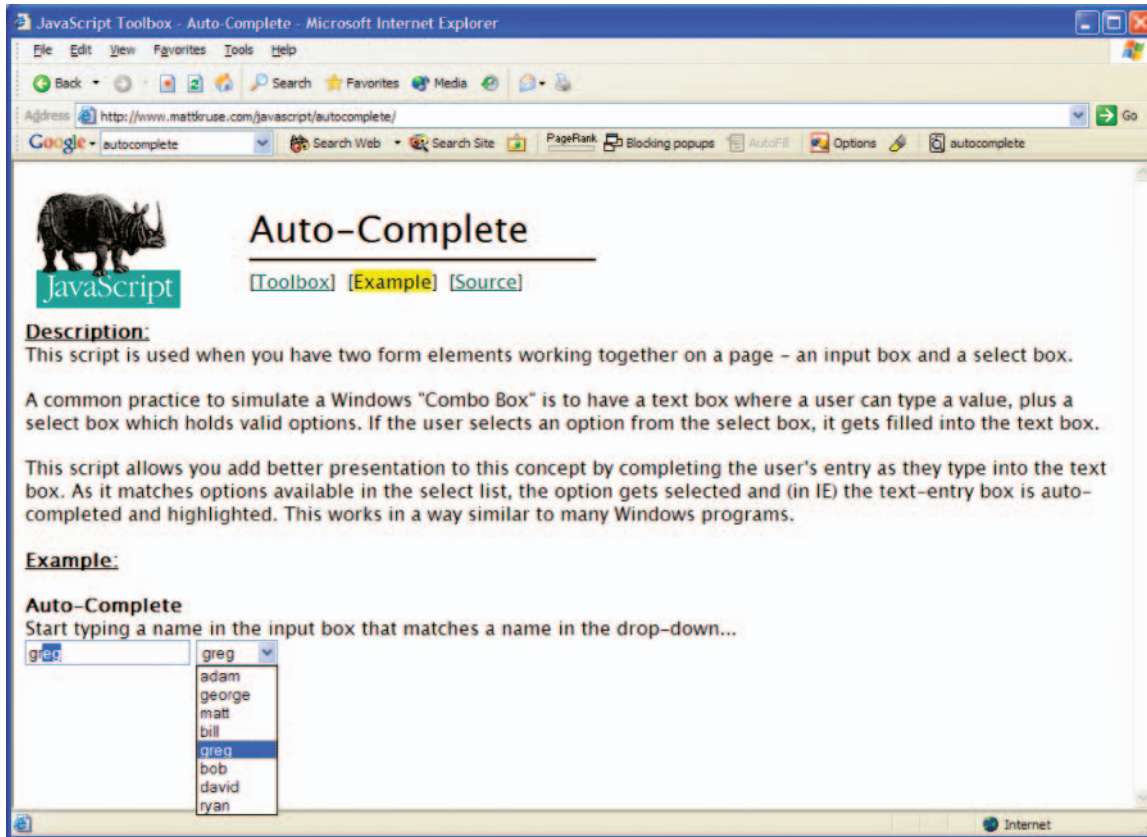 JavaScript Toolbox - Auto-Complete - Microsoft Internet Explorer
File Edit View Favorites Tools Help
Back Search Favorites Media
Address http://www.mattkruse.com/javascript/autocomplete/ Go
Google autocomplete Search Web Search Site PageRank Blocking popups AutoFill Options autocomplete
JavaScript
Auto-Complete
[Toolbox] [Example] [Source]
Description:
This script is used when you have two form elements working together on a page - an input box and a select box.
A common practice to simulate a Windows "Combo Box" is to have a text box where a user can type a value, plus a
select box which holds valid options. If the user selects an option from the select box, it gets filled into the text box.
This script allows you add better presentation to this concept by completing the user's entry as they type into the text
box. As it matches options available in the select list, the option gets selected and (in IE) the text-entry box is auto-
completed and highlighted. This works in a way similar to many Windows programs.
Example:
Auto-Complete
Start typing a name in the input box that matches a name in the drop-down...
greg greg
adam
george
matt
bill
greg
bob
david
ryan
Internet